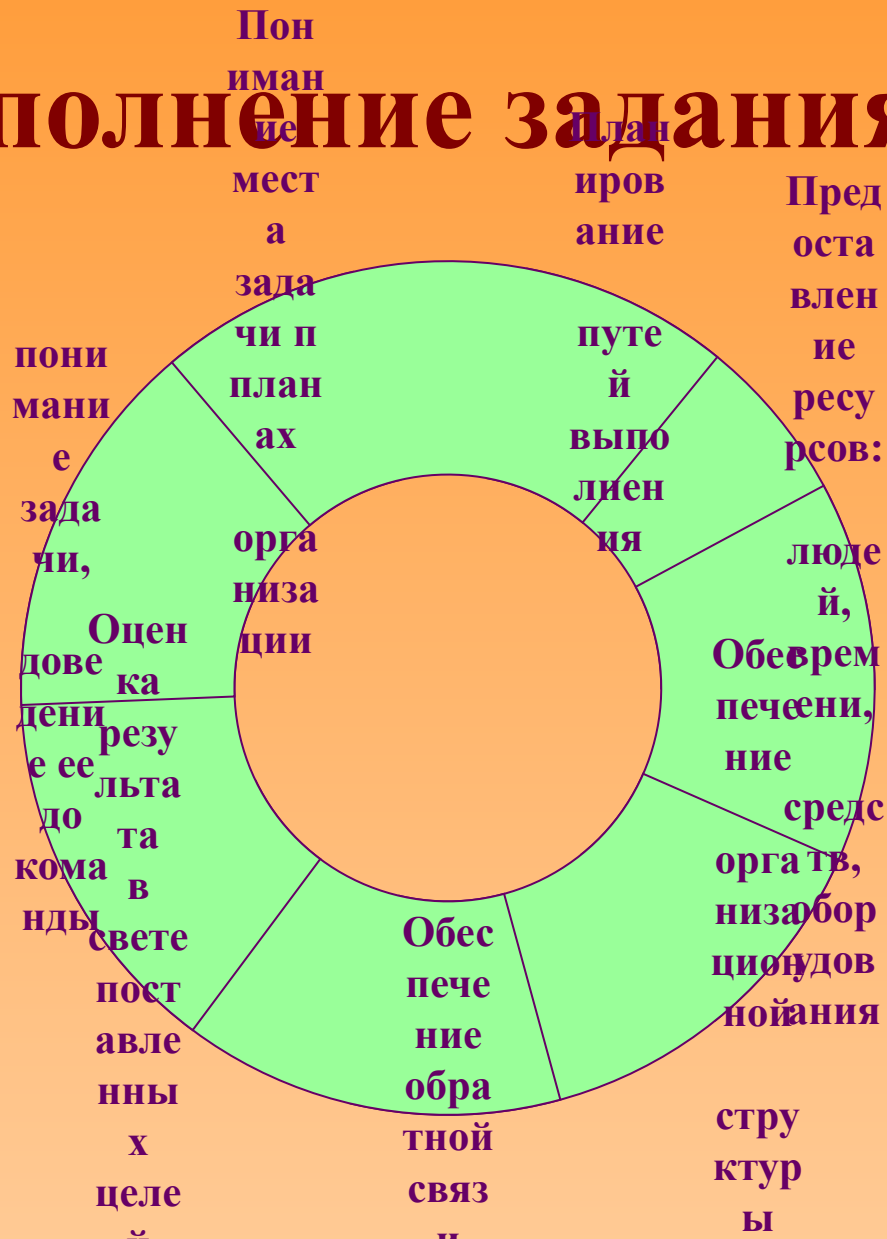 полнение задания
Пон
иман
ие
мест
а
зада
чи п
план
ах
орга
низа
ции
План
иров
ание
путе
й
выпо
лиен
ия
Пред
оста
влен
ие
ресу
рсов:
люде
й,
врем
ени,
средс
тв,
обор
удов
ания
Обес
пече
ние
орга
низа
цион
ной
стру
ктур
ы
Обес
пече
ние
обра
тной
связ
и
Оцен
ка
резу
льта
та
в
свете
пост
авле
нны
х
целе
й
пони
мани
е
зада
чи,
дове
дени
е ее
до
кома
нды